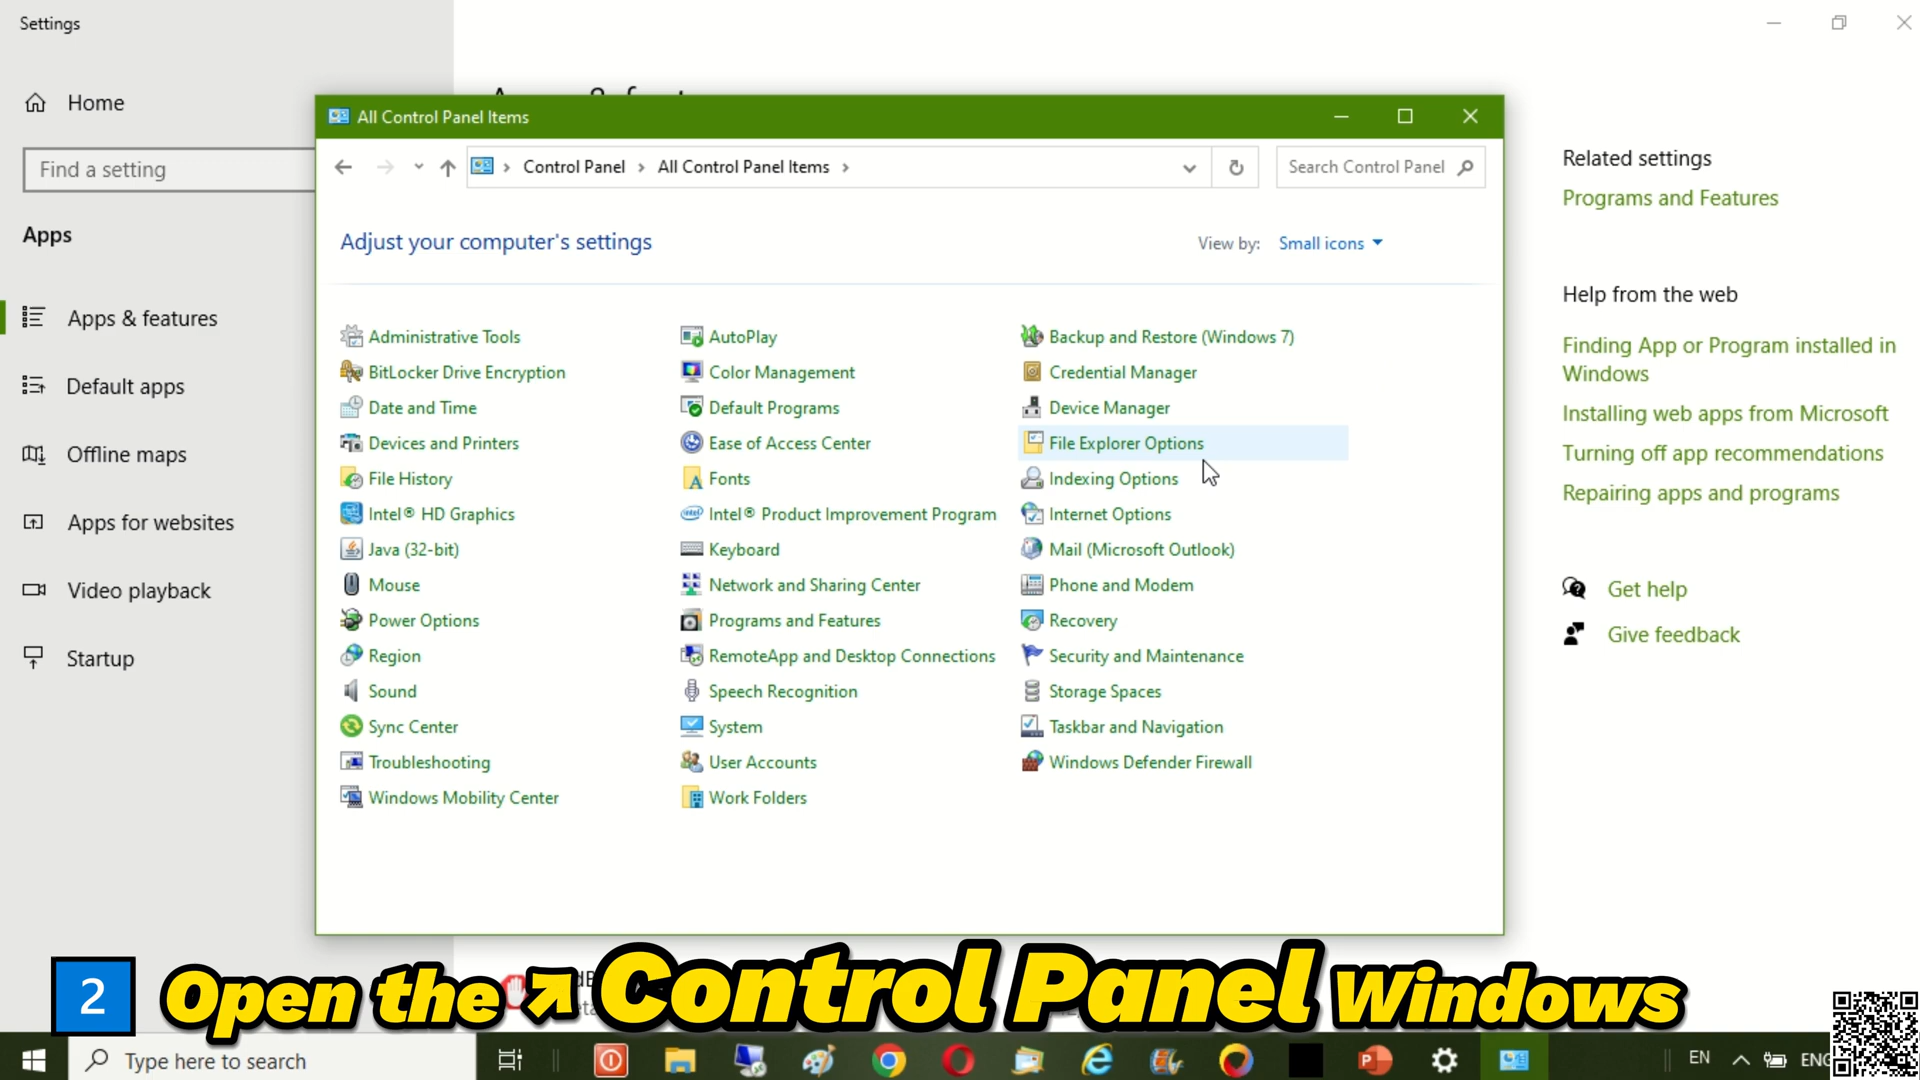 Settings
Home
Find a setting
Apps
Apps & features
Default apps
Offline maps
Apps for websites
Video playback
Startup
All Control Panel Items
Control Panel > All Control Panel Items >
Search Control Panel
Adjust your computer's settings
View by: Small icons
Administrative Tools
BitLocker Drive Encryption
Date and Time
Devices and Printers
File History
Intel® HD Graphics
Java (32-bit)
Mouse
Power Options
Region
Sound
Sync Center
Troubleshooting
Windows Mobility Center
AutoPlay
Color Management
Default Programs
Ease of Access Center
Fonts
Intel® Product Improvement Program
Keyboard
Network and Sharing Center
Programs and Features
RemoteApp and Desktop Connections
Speech Recognition
System
User Accounts
Work Folders
Backup and Restore (Windows 7)
Credential Manager
Device Manager
File Explorer Options
Indexing Options
Internet Options
Mail (Microsoft Outlook)
Phone and Modem
Recovery
Security and Maintenance
Storage Spaces
Taskbar and Navigation
Windows Defender Firewall
Related settings
Programs and Features
Help from the web
Finding App or Program installed in
Windows
Installing web apps from Microsoft
Turning off app recommendations
Repairing apps and programs
Get help
Give feedback
2 Open the Control Panel Windows
Type here to search
EN
ENG